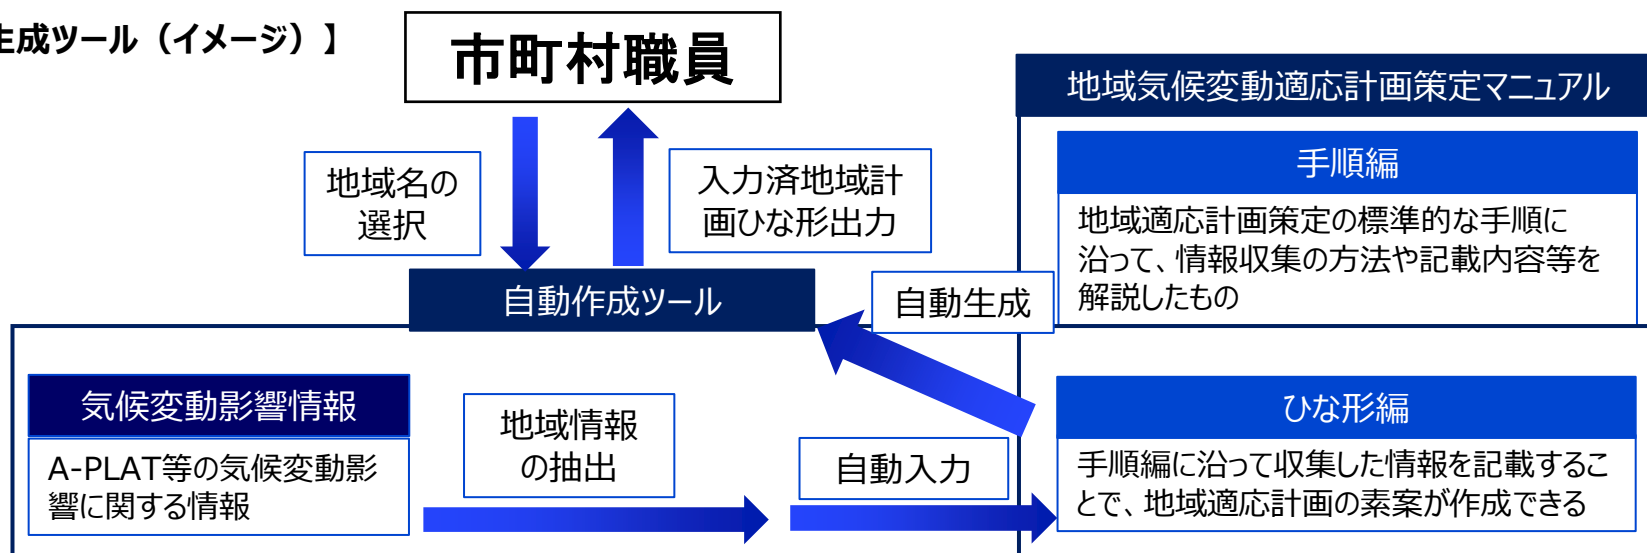 生成ツール（イメージ）】
市町村職員
地域気候変動適応計画策定マニュアル
手順編
地域適応計画策定の標準的な手順に
沿って、情報収集の方法や記載内容等を
解説したもの
地域名の
選択
入力済地域計
画ひな形出力
自動作成ツール
自動生成
気候変動影響情報
A-PLAT等の気候変動影
響に関する情報
地域情報
の抽出
自動入力
ひな形編
手順編に沿って収集した情報を記載するこ
とで、地域適応計画の素案が作成できる